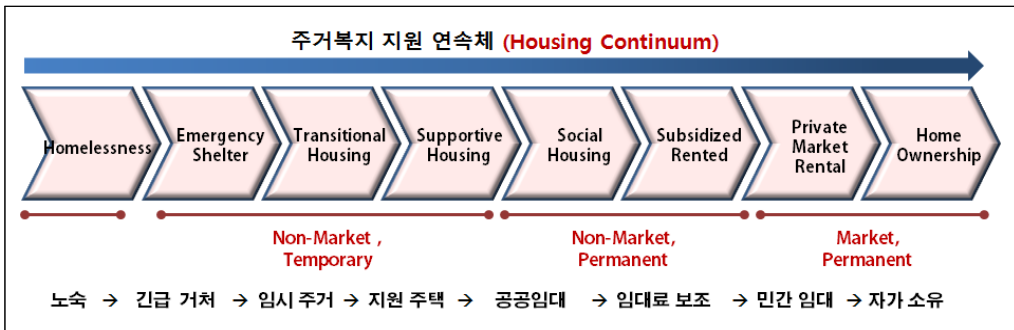 주거복지 지원 연속체 (Housing Continuum)
Homelessness
Emergency
Shelter
Transitional
Housing
Supportive
Housing
Social
Housing
Subsidized
Rented
Private
Market
Rental
Home
Ownership
Non-Market ,
Temporary
Non-Market,
Permanent
Market,
Permanent
노숙 → 긴급 거처 → 임시 주거 → 지원 주택 → 공공임대 → 임대료 보조 → 민간 임대 → 자가 소유